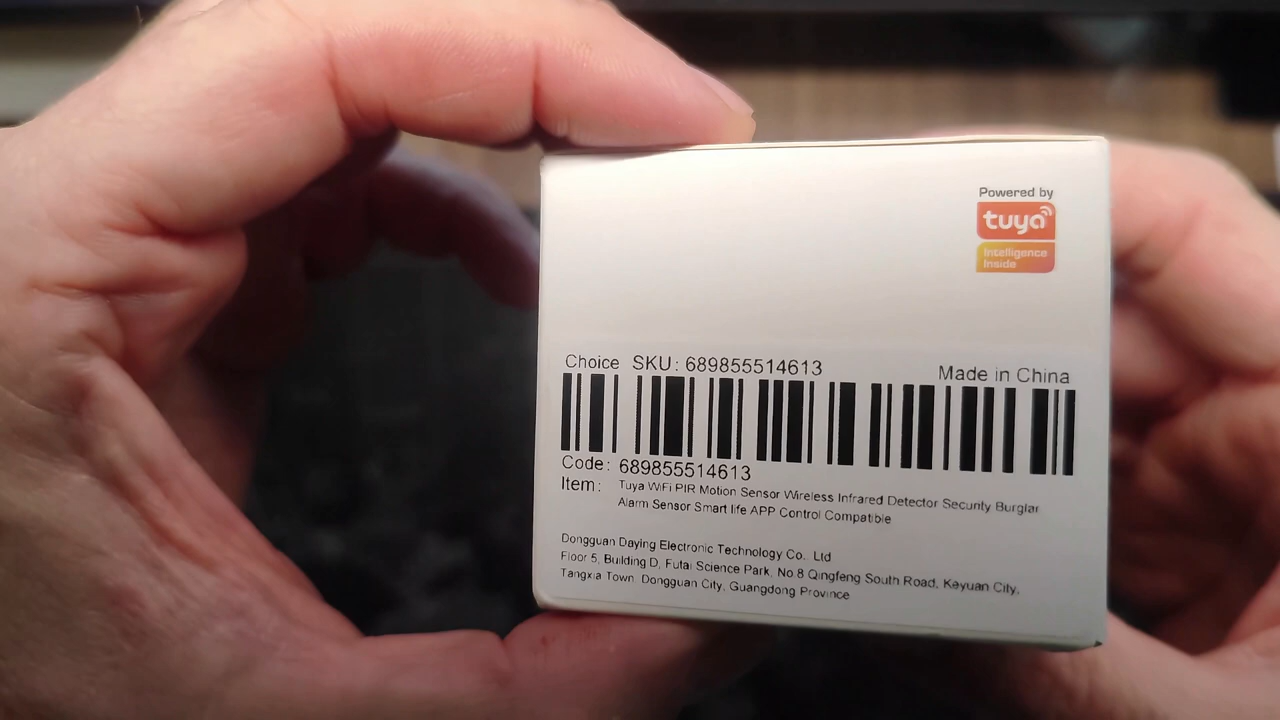 Powered by
tuya
Intelligence
Inside
Choice SKU: 689855514613
Made in China
Code: 689855514613
Item: Tuya WiFi PIR Motion Sensor Wireless Infrared Detector Security Burglar
Alarm Sensor Smart life APP Control Compatible
Dongguan Daying Electronic Technology Co., Ltd
Floor 5, Building D, Futai Science Park, No.8 Qingfeng South Road, Keyuan City,
Tangxia Town, Dongguan City, Guangdong Province